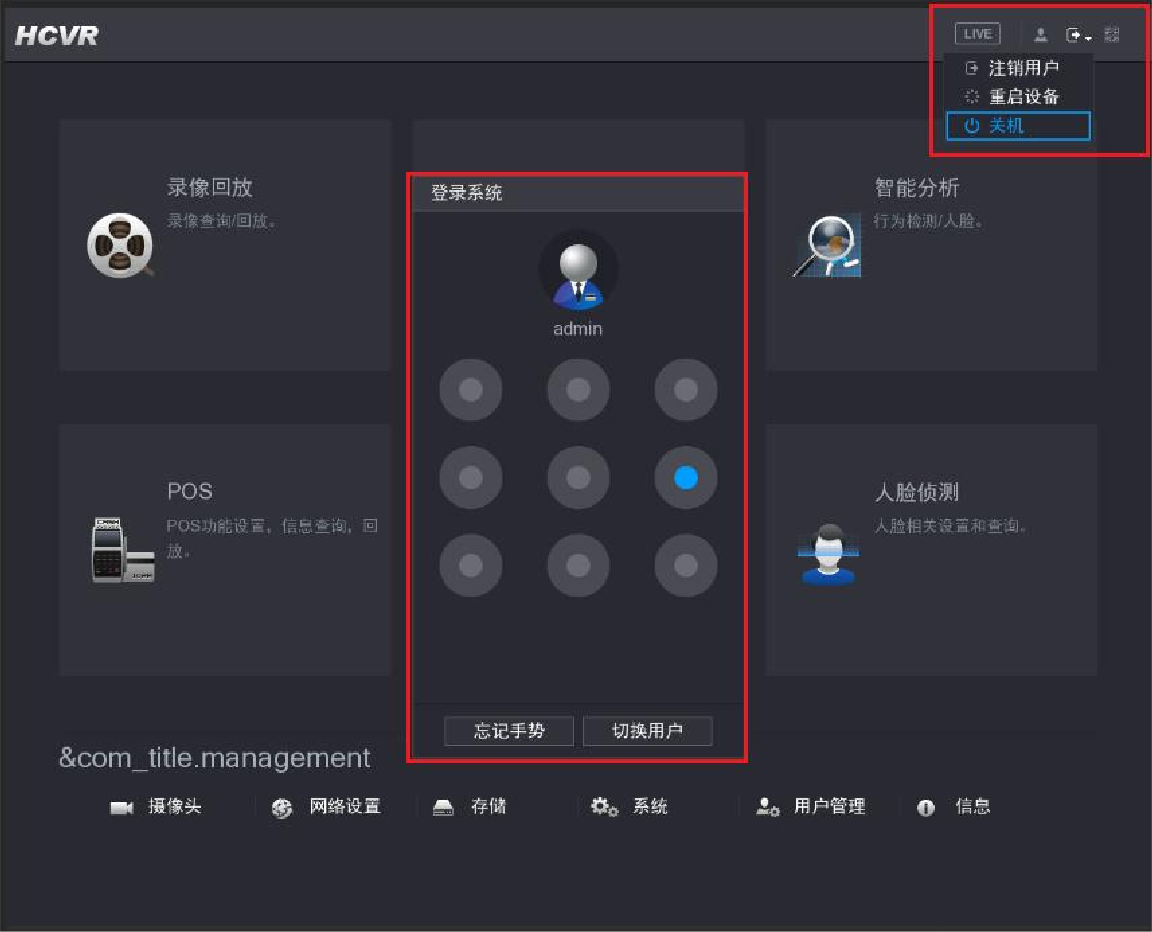 HCVR
LIVE
注销用户
重启设备
关机
录像回放
录像查询/回放。
登录系统
智能分析
行为检测/人脸。
admin
POS
POS功能设置，信息查询，回
放。
人脸侦测
人脸相关设置和查询。
忘记手势
切换用户
&com_title.management
摄像头
网络设置
存储
系统
用户管理
信息